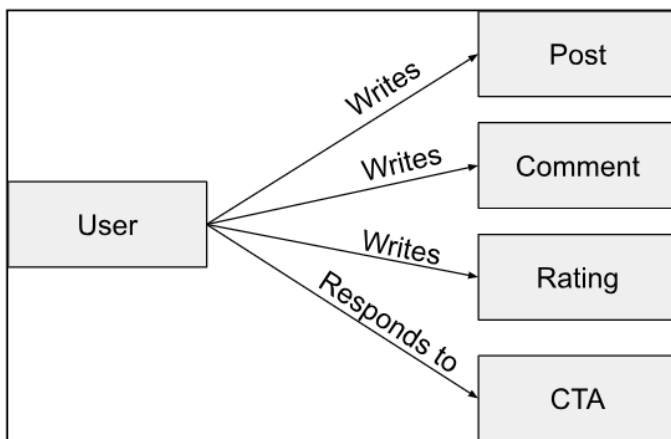 Post
Writes
Comment
Writes
User
Writes
Rating
Responds to
CTA